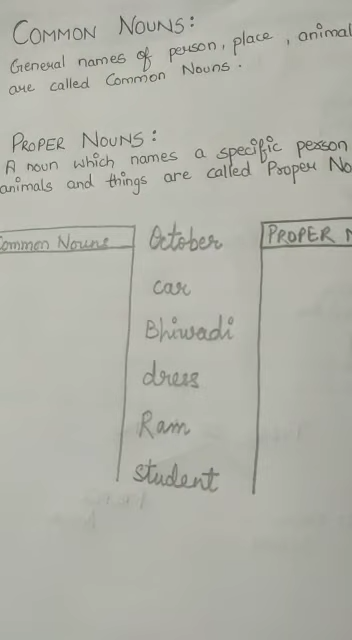 COMMON NOUNS:
General names of person, place, animal
are called Common Nouns.
PROPER NOUNS:
A noun which names a specific person
animals and things are called Proper No
Common Nouns
October
PROPER N
car
Bhiwadi
dress
Ram
student